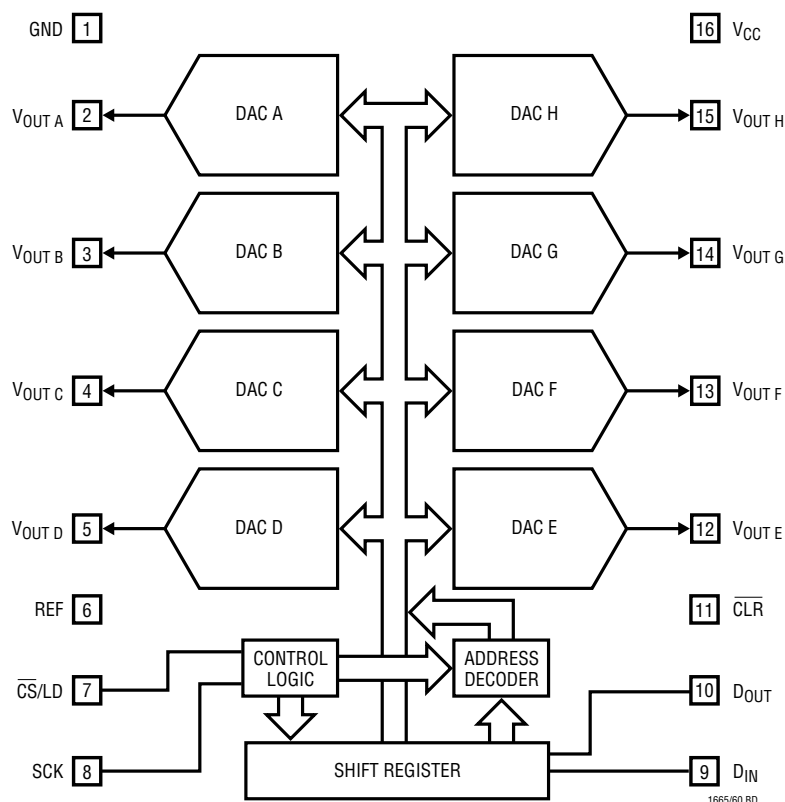 GND 1
16 VCC
VOUT A 2
DAC A
DAC H
15 VOUT H
VOUT B 3
DAC B
DAC G
14 VOUT G
VOUT C 4
DAC C
DAC F
13 VOUT F
VOUT D 5
DAC D
DAC E
12 VOUT E
REF 6
11 CLR
CONTROL
LOGIC
ADDRESS
DECODER
CS/LD 7
10 DOUT
SCK 8
SHIFT REGISTER
9 DIN
1665/60 BD